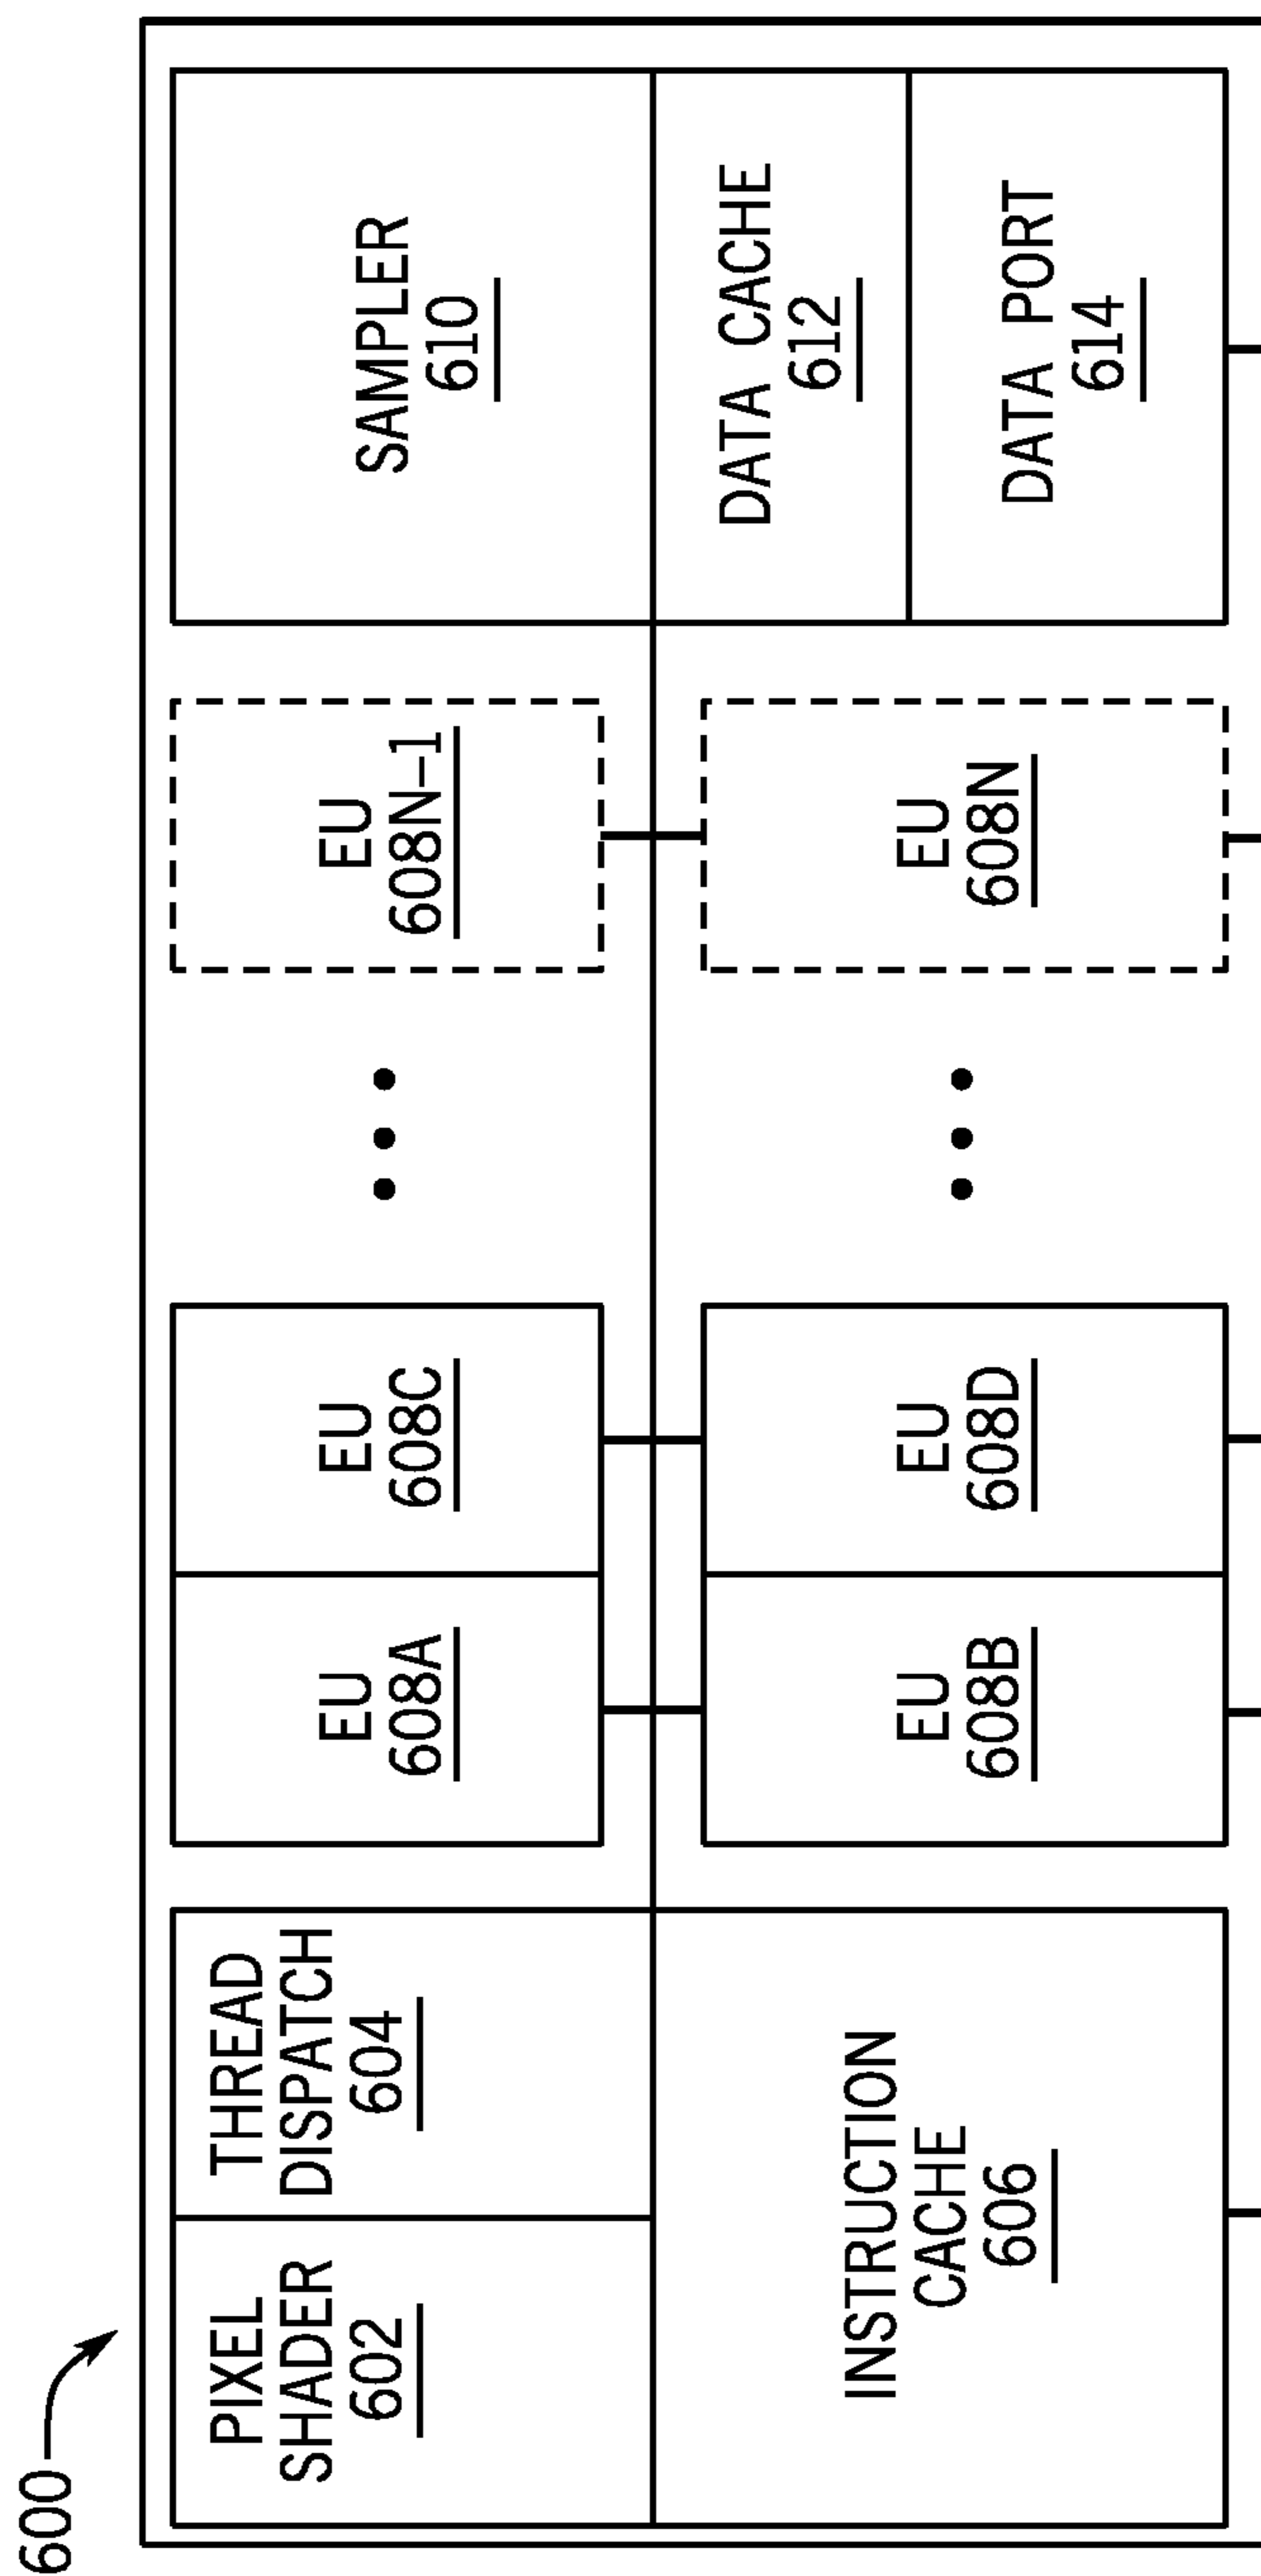 600
PIXEL
SHADER
602
THREAD
DISPATCH
604
INSTRUCTION
CACHE
606
EU
608A
EU
608C
EU
608B
EU
608D
EU
608N–1
EU
608N
SAMPLER
610
DATA CACHE
612
DATA PORT
614